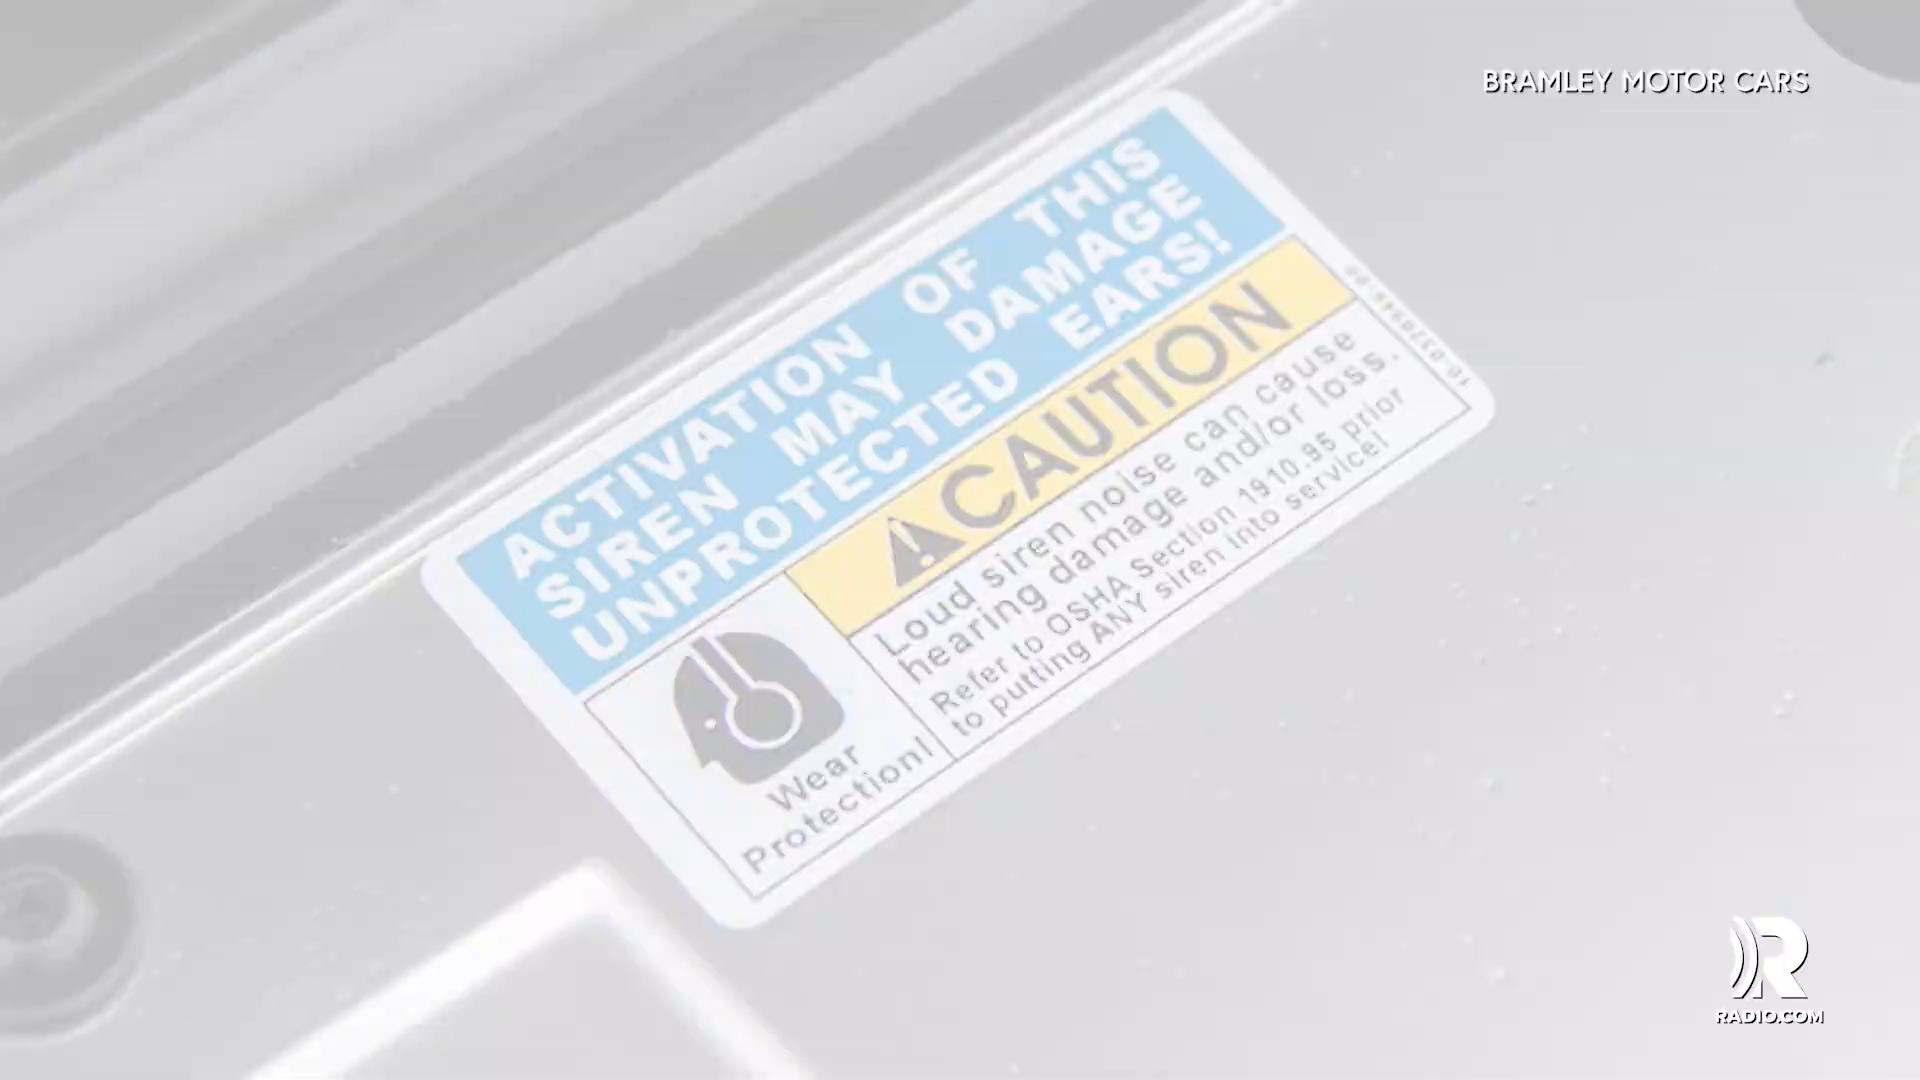 BRAMLEY MOTOR CARS
ACTIVATION OF THIS
SIREN MAY DAMAGE
UNPROTECTED EARS!
CAUTION
Loud siren noise can cause
hearing damage and/or loss.
Refer to OSHA Section 1910.95 prior
to putting ANY siren into service!
Wear
Protection!
RADIO.COM